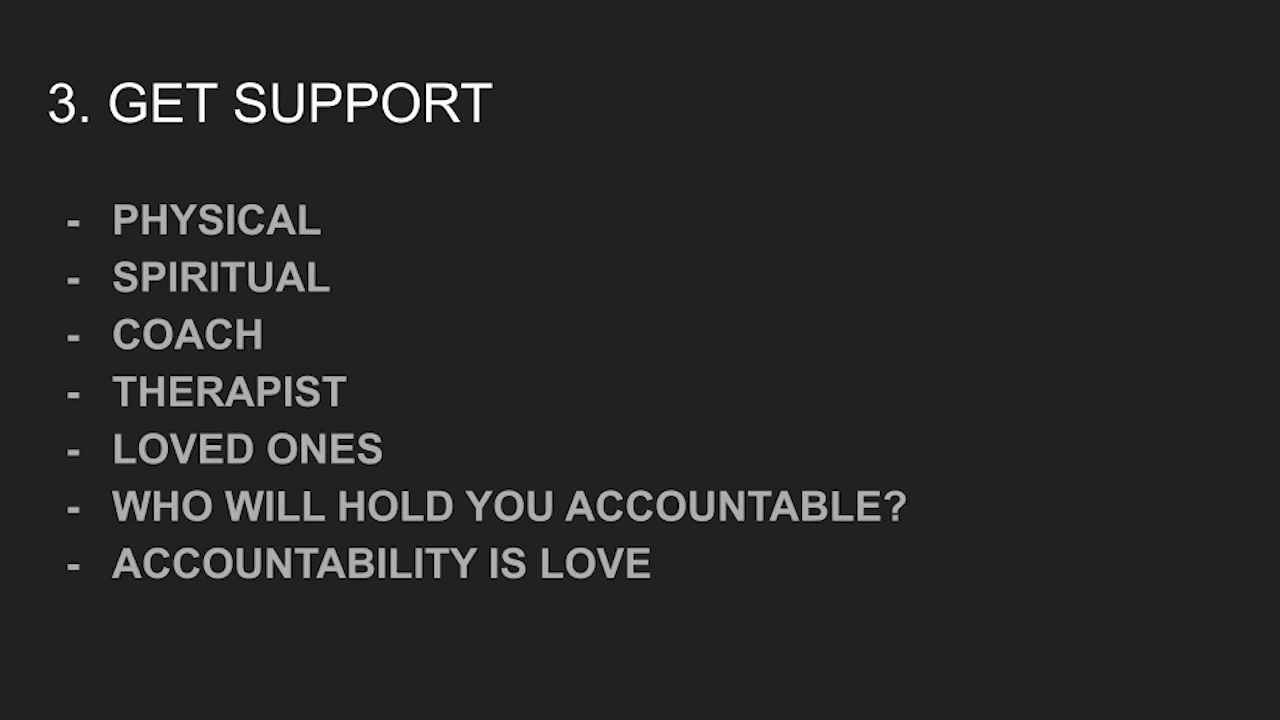 3. GET SUPPORT
- PHYSICAL
- SPIRITUAL
- COACH
- THERAPIST
- LOVED ONES
- WHO WILL HOLD YOU ACCOUNTABLE?
- ACCOUNTABILITY IS LOVE